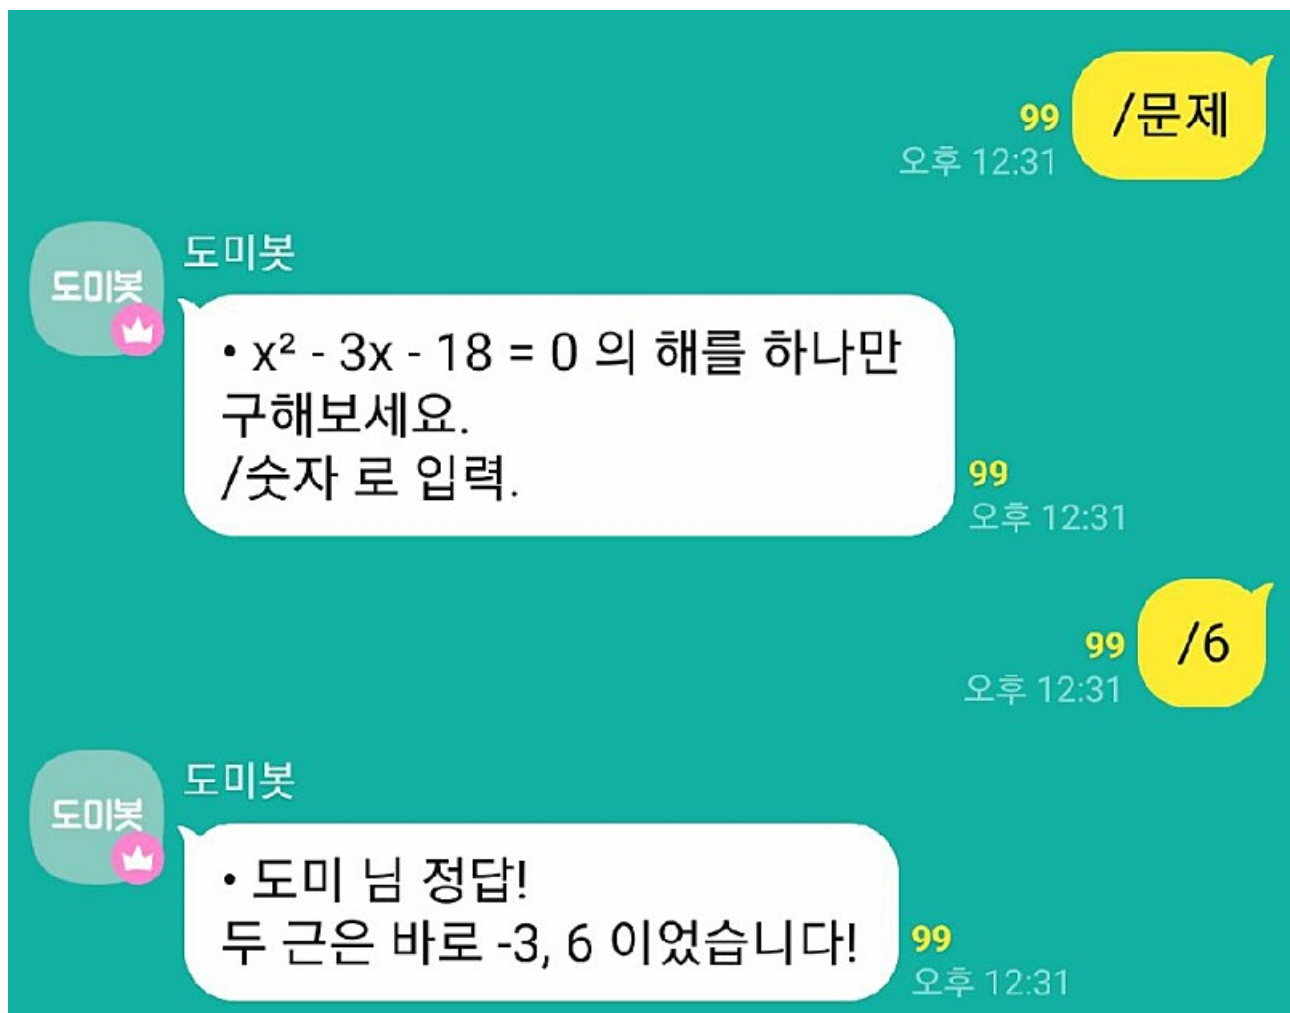 /문제
99
오후 12:31
도미봇
도미봇
• x² - 3x - 18 = 0 의 해를 하나만
구해보세요.
/숫자 로 입력.
99
오후 12:31
/6
99
오후 12:31
도미봇
도미봇
• 도미 님 정답!
두 근은 바로 -3, 6 이었습니다!
99
오후 12:31